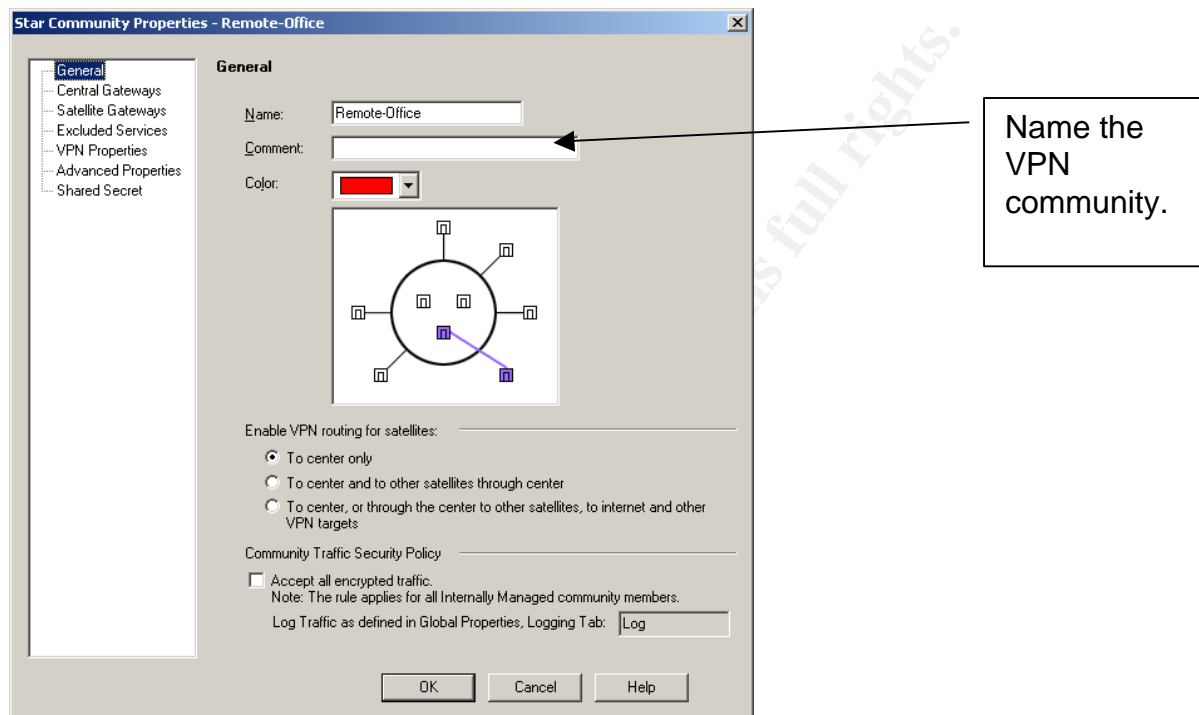 Star Community Properties - Remote-Office
General
Central Gateways
Satellite Gateways
Excluded Services
VPN Properties
Advanced Properties
Shared Secret
General
Name: Remote-Office
Comment:
Color:
Enable VPN routing for satellites:
To center only
To center and to other satellites through center
To center, or through the center to other satellites, to internet and other
VPN targets
Community Traffic Security Policy
Accept all encrypted traffic.
Note: The rule applies for all Internally Managed community members.
Log Traffic as defined in Global Properties, Logging Tab: Log
OK Cancel Help
Name the
VPN
community.
full rights.